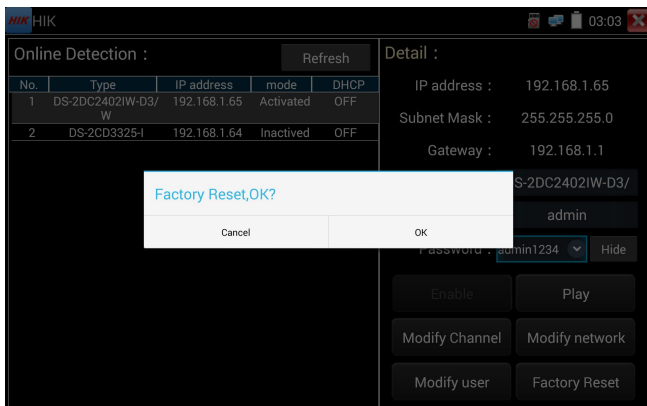 HIK HIK 03:03
Online Detection : Refresh
No. Type IP address mode DHCP
1 DS-2DC2402IW-D3/ 192.168.1.65 Activated OFF
W
2 DS-2CD3325-I 192.168.1.64 Inactived OFF
Factory Reset,OK?
Cancel OK
Detail :
IP address : 192.168.1.65
Subnet Mask : 255.255.255.0
Gateway : 192.168.1.1
S-2DC2402IW-D3/
admin
Password : admin1234 Hide
Enable Play
Modify Channel Modify network
Modify user Factory Reset